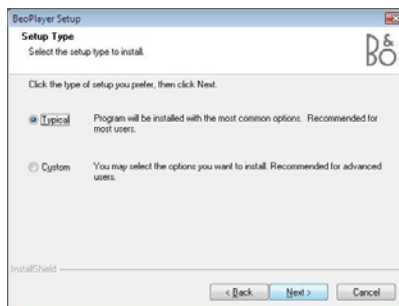 BeoPlayer Setup
Setup Type
Select the setup type to install.
B&O
Click the type of setup you prefer, then click Next.
Typical
Program will be installed with the most common options. Recommended for
most users.
Custom
You may select the options you want to install. Recommended for advanced
users.
InstallShield
< Back
Next >
Cancel